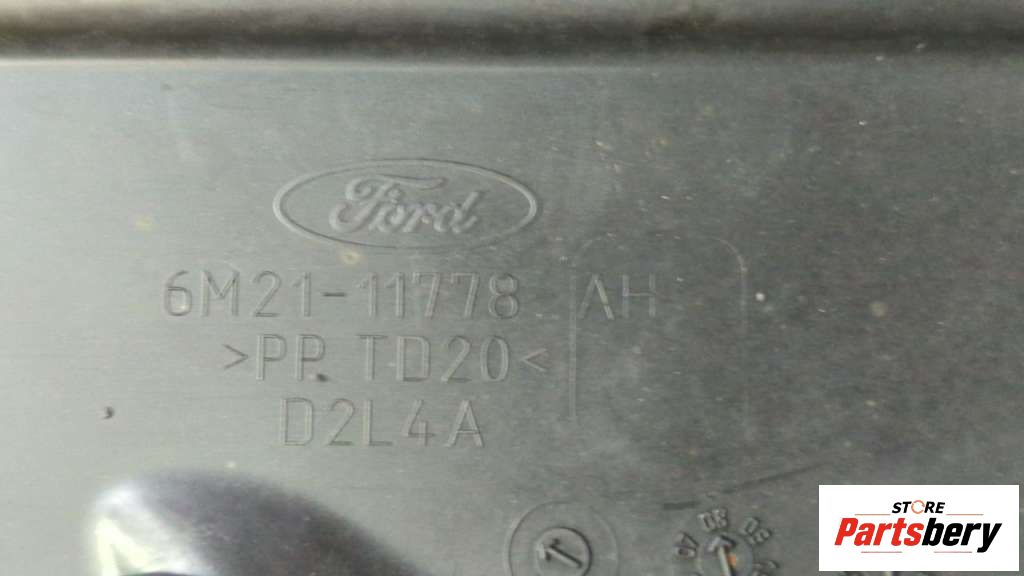 Ford
6M21-11778 AH
>PP. TD20<
D2L4A
STORE
Partsbery